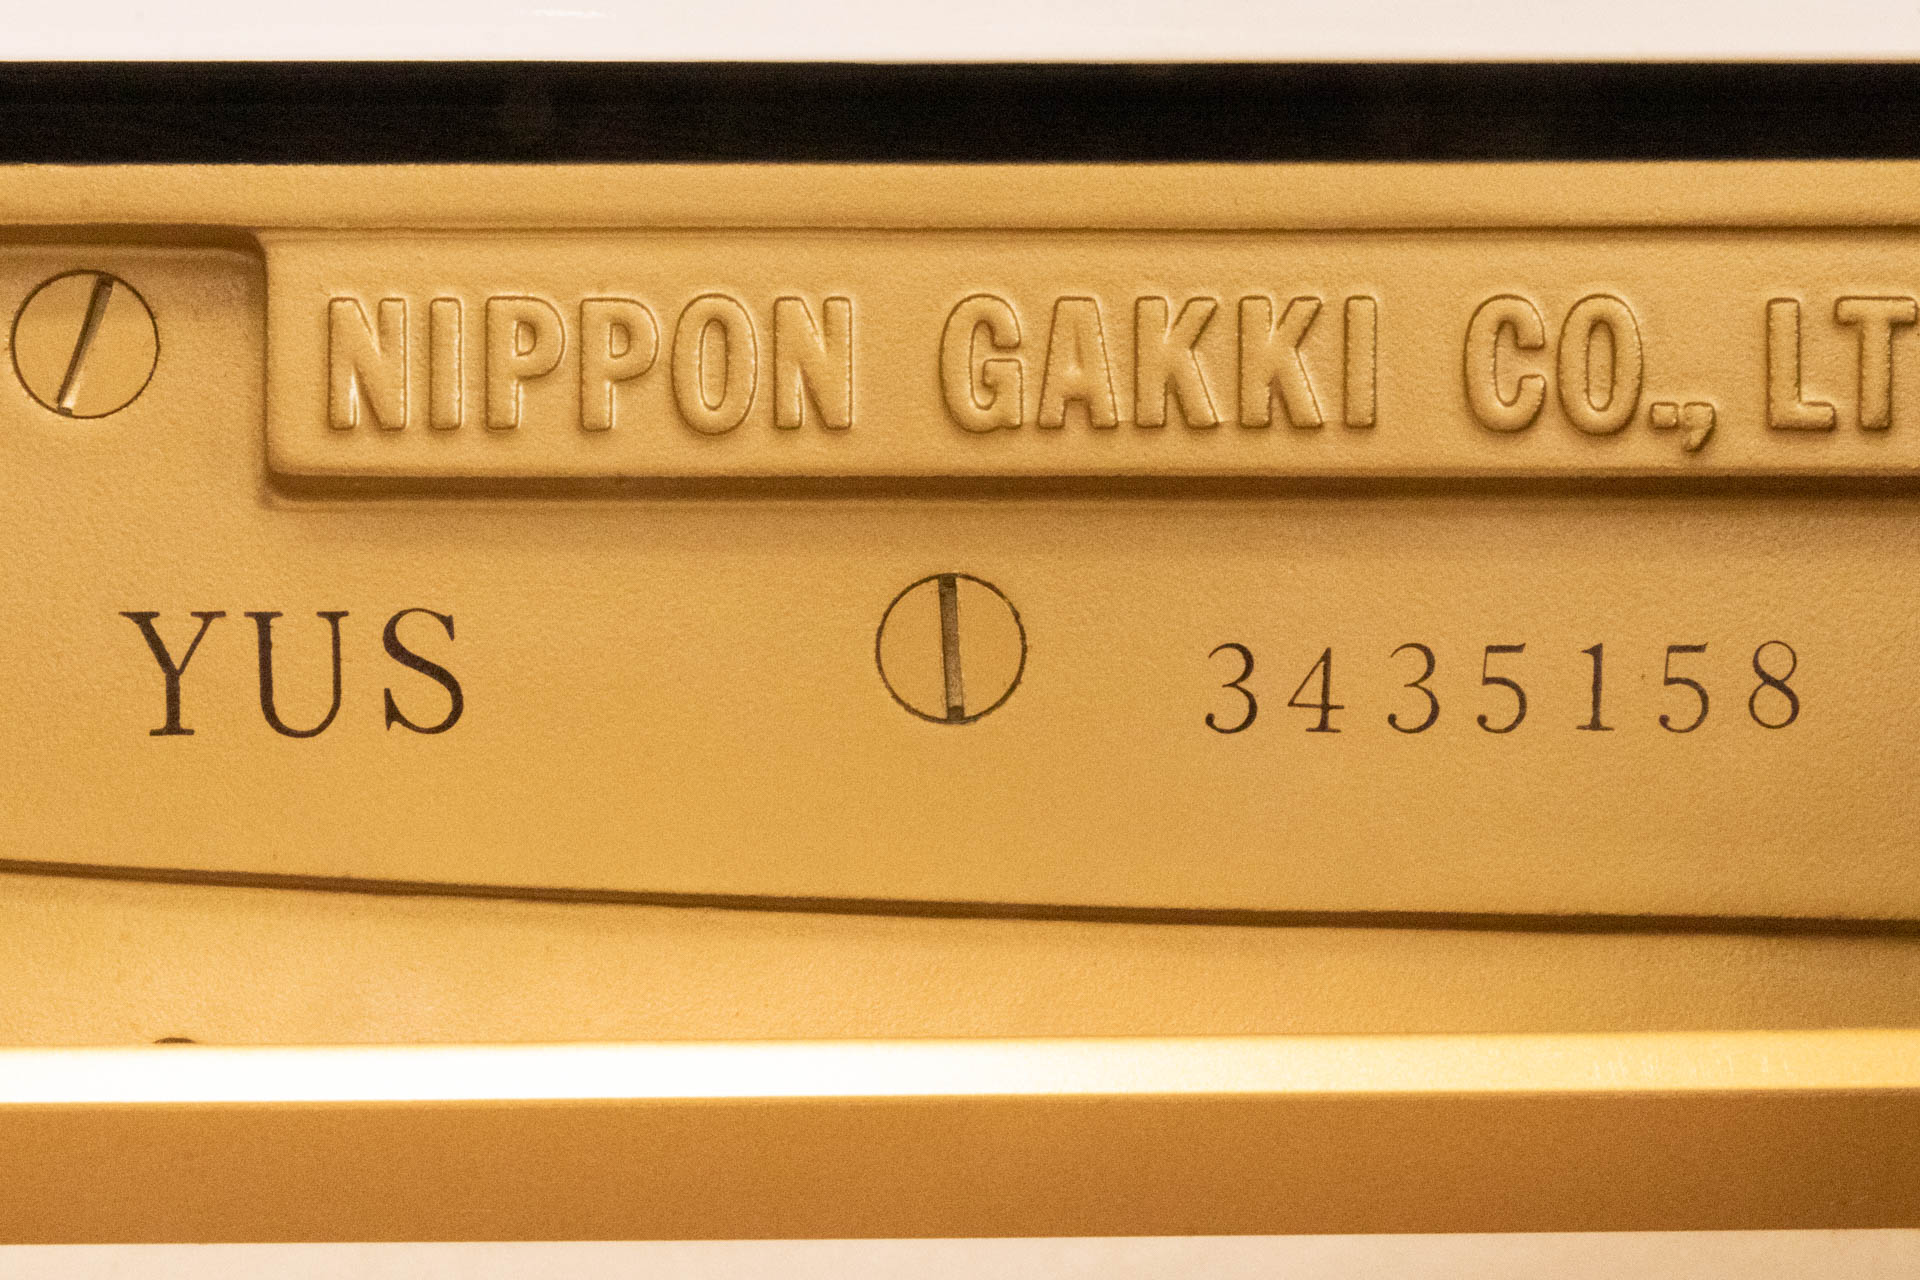 NIPPON GAKKI CO., LT
YUS 3435158